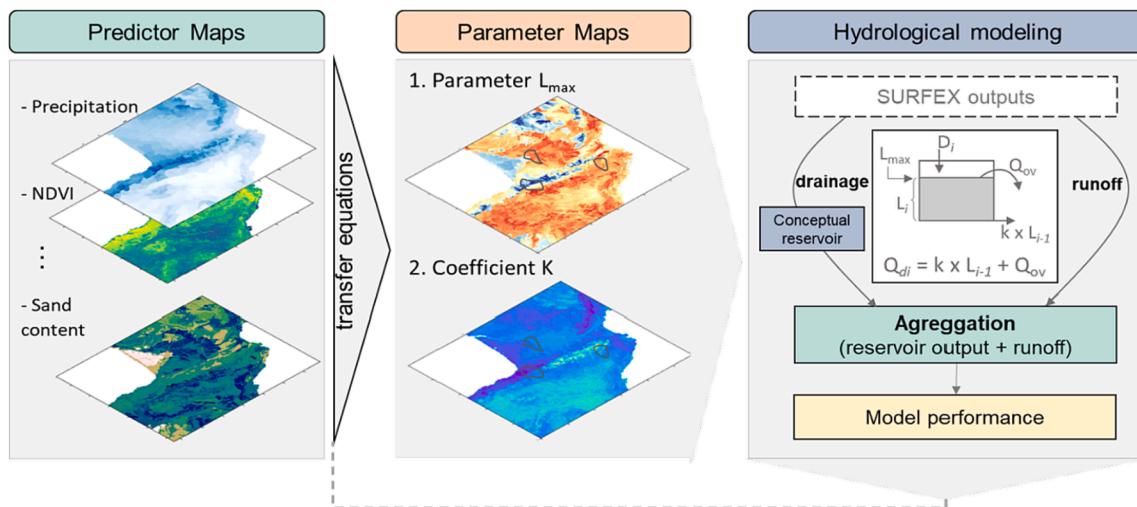 Predictor Maps
- Precipitation
- NDVI
⋮
- Sand
content
transfer equations
Parameter Maps
1. Parameter Lmax
2. Coefficient K
Hydrological modeling
SURFEX outputs
drainage
runoff
Conceptual
reservoir
Di
Lmax
Qov
Li
k x Li-1
Qdi = k x Li-1 + Qov
Agreggation
(reservoir output + runoff)
Model performance